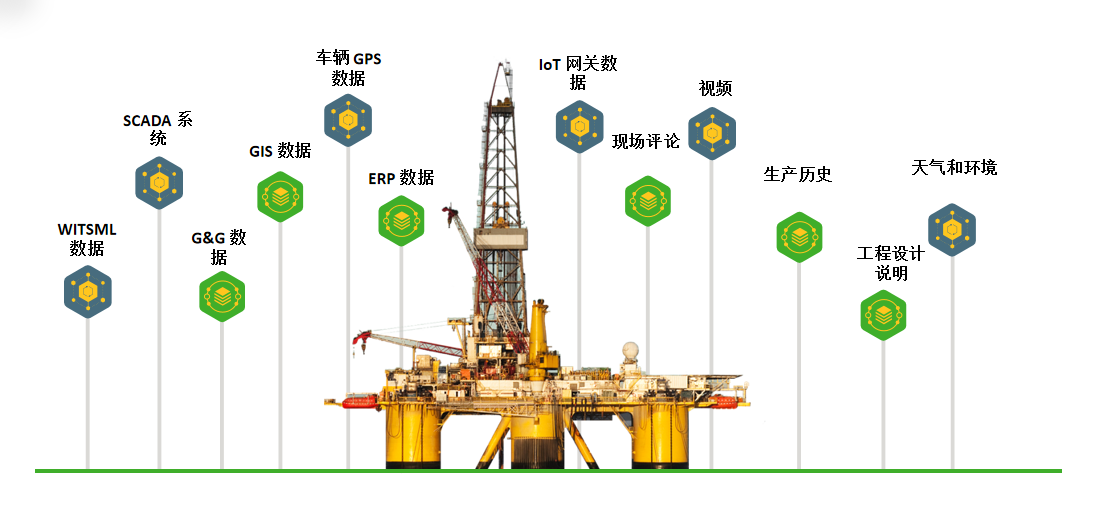 WITSML
数据
SCADA 系
统
G&G 数
据
GIS 数据
车辆 GPS
数据
ERP 数据
IoT 网关数
据
现场评论
视频
生产历史
工程设计
说明
天气和环境